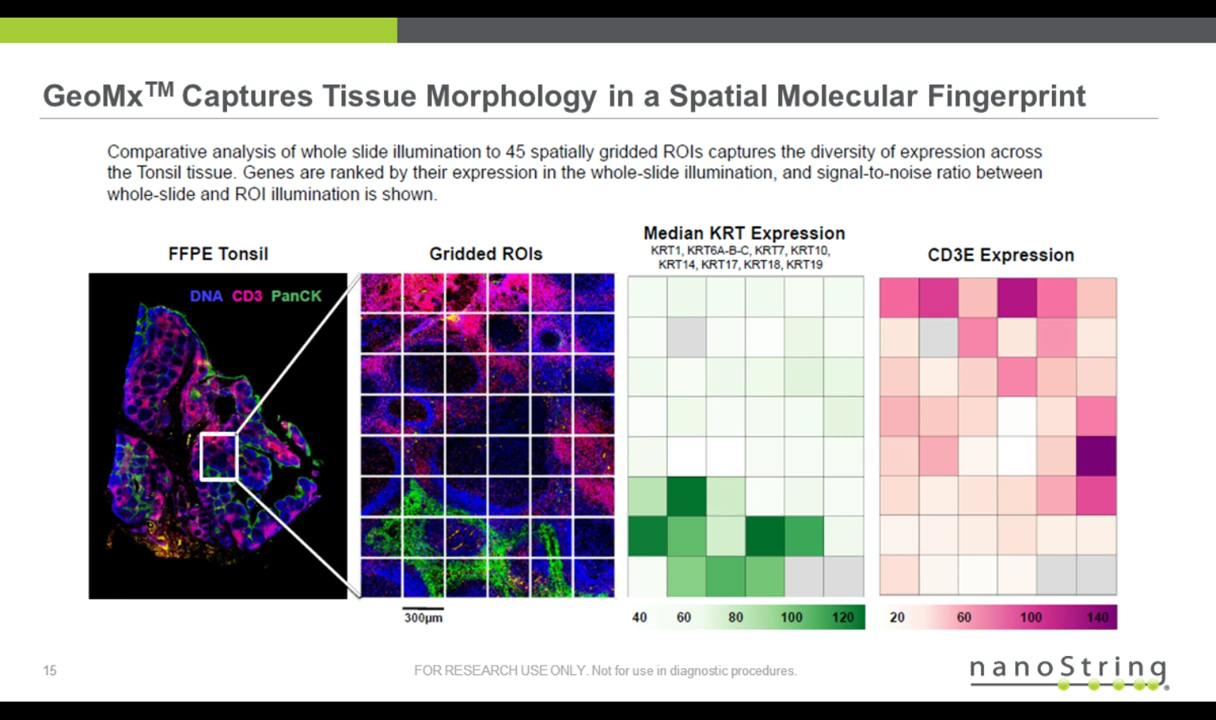 GeoMx™ Captures Tissue Morphology in a Spatial Molecular Fingerprint
Comparative analysis of whole slide illumination to 45 spatially gridded ROIs captures the diversity of expression across
the Tonsil tissue. Genes are ranked by their expression in the whole-slide illumination, and signal-to-noise ratio between
whole-slide and ROI illumination is shown.
FFPE Tonsil
DNA CD3 PanCK
Gridded ROIs
300µm
Median KRT Expression
KRT1, KRT6A-B-C, KRT7, KRT10,
KRT14, KRT17, KRT18, KRT19
40 60 80 100 120
CD3E Expression
20 60 100 140
15
FOR RESEARCH USE ONLY. Not for use in diagnostic procedures.
nanoString®